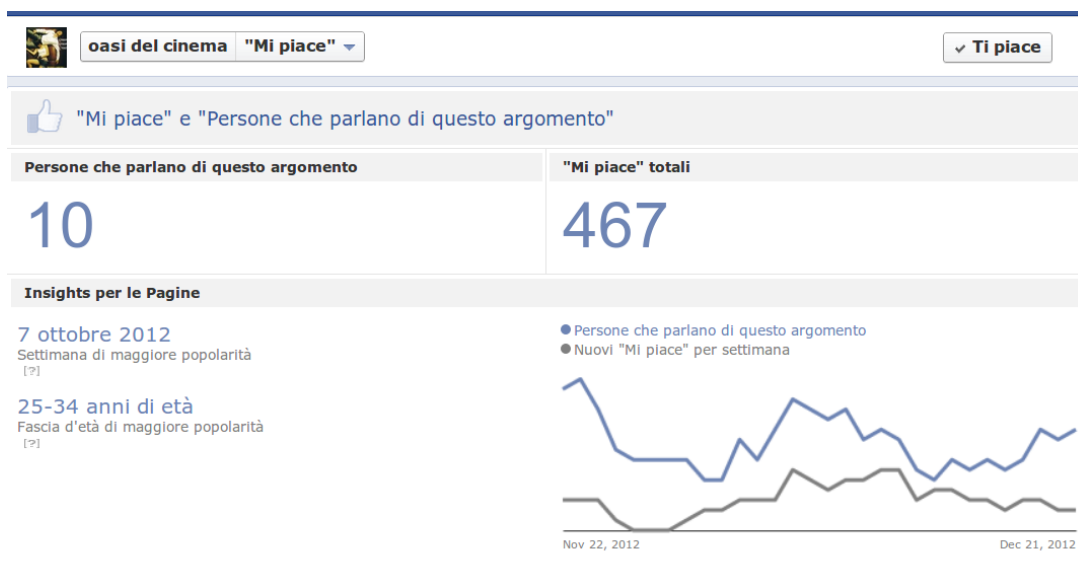 oasi del cinema "Mi piace"
Ti piace
"Mi piace" e "Persone che parlano di questo argomento"
Persone che parlano di questo argomento
10
"Mi piace" totali
467
Insights per le Pagine
7 ottobre 2012
Settimana di maggiore popolarità
[?]
25-34 anni di età
Fascia d'età di maggiore popolarità
[?]
Persone che parlano di questo argomento
Nuovi "Mi piace" per settimana
Nov 22, 2012
Dec 21, 2012